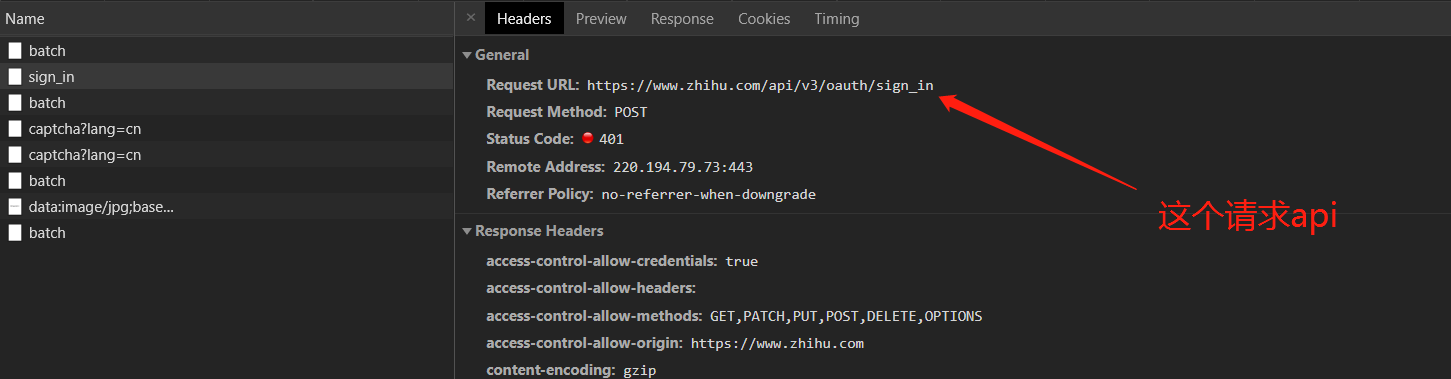 Name
batch
sign_in
batch
captcha?lang=cn
captcha?lang=cn
batch
data:image/jpg;base...
batch
× Headers Preview Response Cookies Timing
General
Request URL: https://www.zhihu.com/api/v3/oauth/sign_in
Request Method: POST
Status Code: 401
Remote Address: 220.194.79.73:443
Referrer Policy: no-referrer-when-downgrade
这个请求api
Response Headers
access-control-allow-credentials: true
access-control-allow-headers:
access-control-allow-methods: GET,PATCH,PUT,POST,DELETE,OPTIONS
access-control-allow-origin: https://www.zhihu.com
content-encoding: gzip